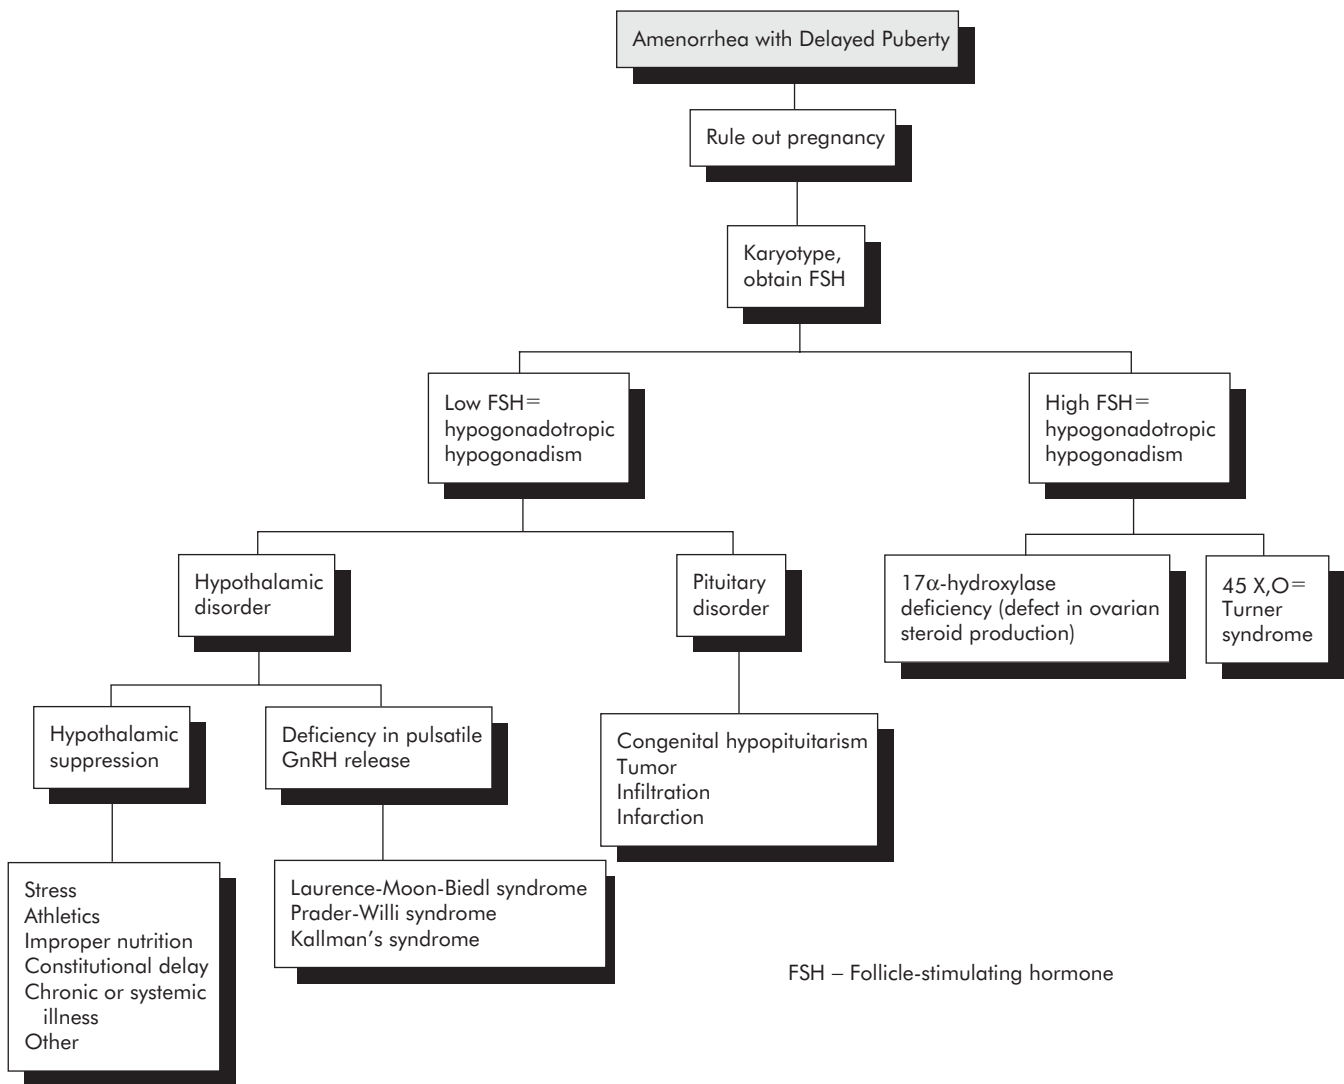 Amenorrhea with Delayed Puberty
Rule out pregnancy
Karyotype,
obtain FSH
Low FSH=
hypogonadotropic
hypogonadism
High FSH=
hypogonadotropic
hypogonadism
Hypothalamic
disorder
Pituitary
disorder
17α-hydroxylase
deficiency (defect in ovarian
steroid production)
45 X,O=
Turner
syndrome
Hypothalamic
suppression
Deficiency in pulsatile
GnRH release
Congenital hypopituitarism
Tumor
Infiltration
Infarction
Stress
Athletics
Improper nutrition
Constitutional delay
Chronic or systemic
illness
Other
Laurence-Moon-Biedl syndrome
Prader-Willi syndrome
Kallman's syndrome
FSH – Follicle-stimulating hormone